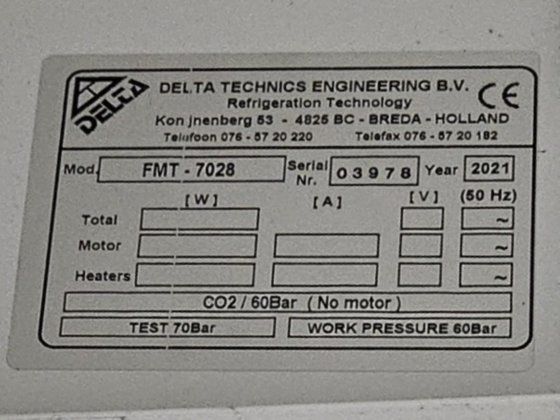 DELTA
DELTA TECHNICS ENGINEERING B.V. CE
Refrigeration Technology
Konijnenberg 53 - 4825 BC - BREDA - HOLLAND
Telefoon 076 - 57 20 220 Telefax 076 - 57 20 182
Mod. FMT - 7028 Serial Nr. 03978 Year 2021
[W] [A] [V] (50 Hz)
Total ~
Motor ~
Heaters ~
CO2 / 60Bar ( No motor )
TEST 70Bar WORK PRESSURE 60Bar